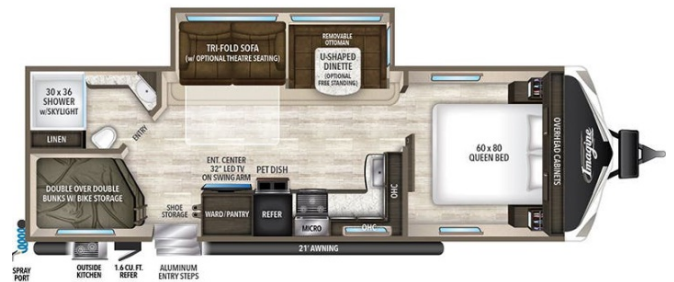 REMOVABLE
OTTOMAN
TRI-FOLD SOFA
(w/ OPTIONAL THEATRE SEATING)
U-SHAPED
DINETTE
(OPTIONAL
FREE STANDING)
30 x 36
SHOWER
w/SKYLIGHT
LINEN
ENTRY
60 x 80
QUEEN BED
OVERHEAD CABINETS
Imagine
DOUBLE OVER DOUBLE
BUNKS W/ BIKE STORAGE
ENT. CENTER
32" LED TV
ON SWING ARM
PET DISH
SHOE
STORAGE
WARD/PANTRY
REFER
MICRO
OHC
OHC
21' AWNING
SPRAY
PORT
OUTSIDE
KITCHEN
1.6 CU. FT.
REFER
ALUMINUM
ENTRY STEPS